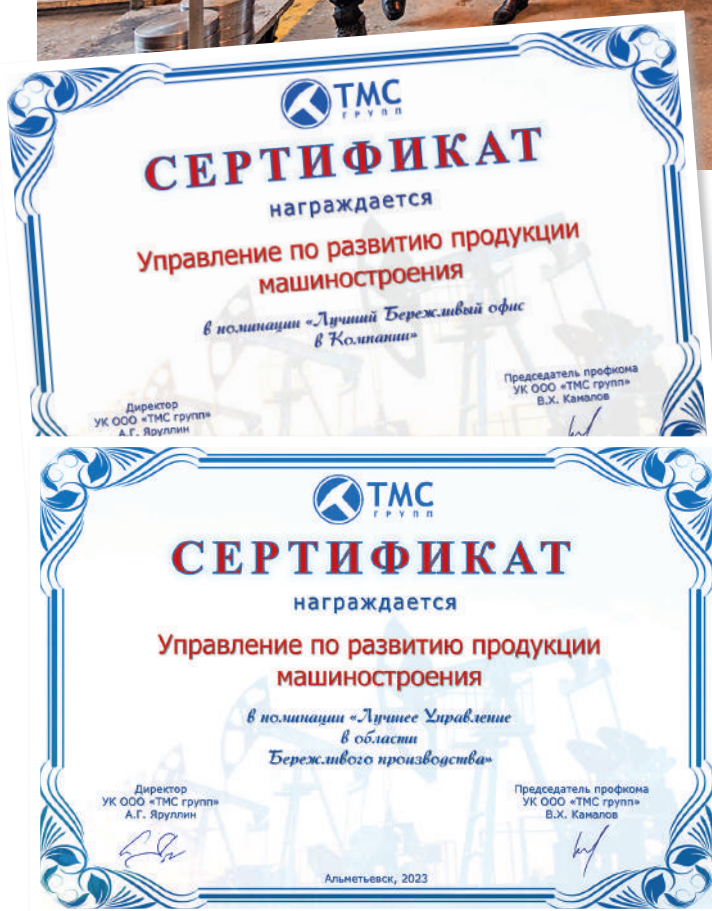 ТМС
ГРУПП
СЕРТИФИКАТ
награждается
Управление по развитию продукции
машиностроения
в номинации «Лучший Бережливый офис
в Компании»
Директор
УК ООО «ТМС групп»
А.Г. Яруллин
Председатель профкома
УК ООО «ТМС групп»
В.Х. Камалов
ТМС
ГРУПП
СЕРТИФИКАТ
награждается
Управление по развитию продукции
машиностроения
в номинации «Лучшее Управление
в области
Бережливого производства»
Директор
УК ООО «ТМС групп»
А.Г. Яруллин
Председатель профкома
УК ООО «ТМС групп»
В.Х. Камалов
Альметьевск, 2023